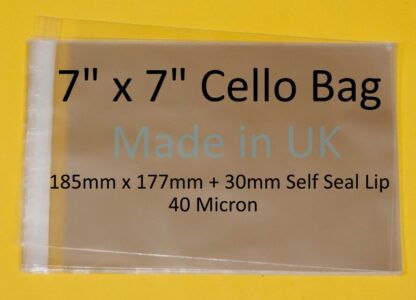 7" x 7" Cello Bag
Made in UK
185mm x 177mm + 30mm Self Seal Lip
40 Micron